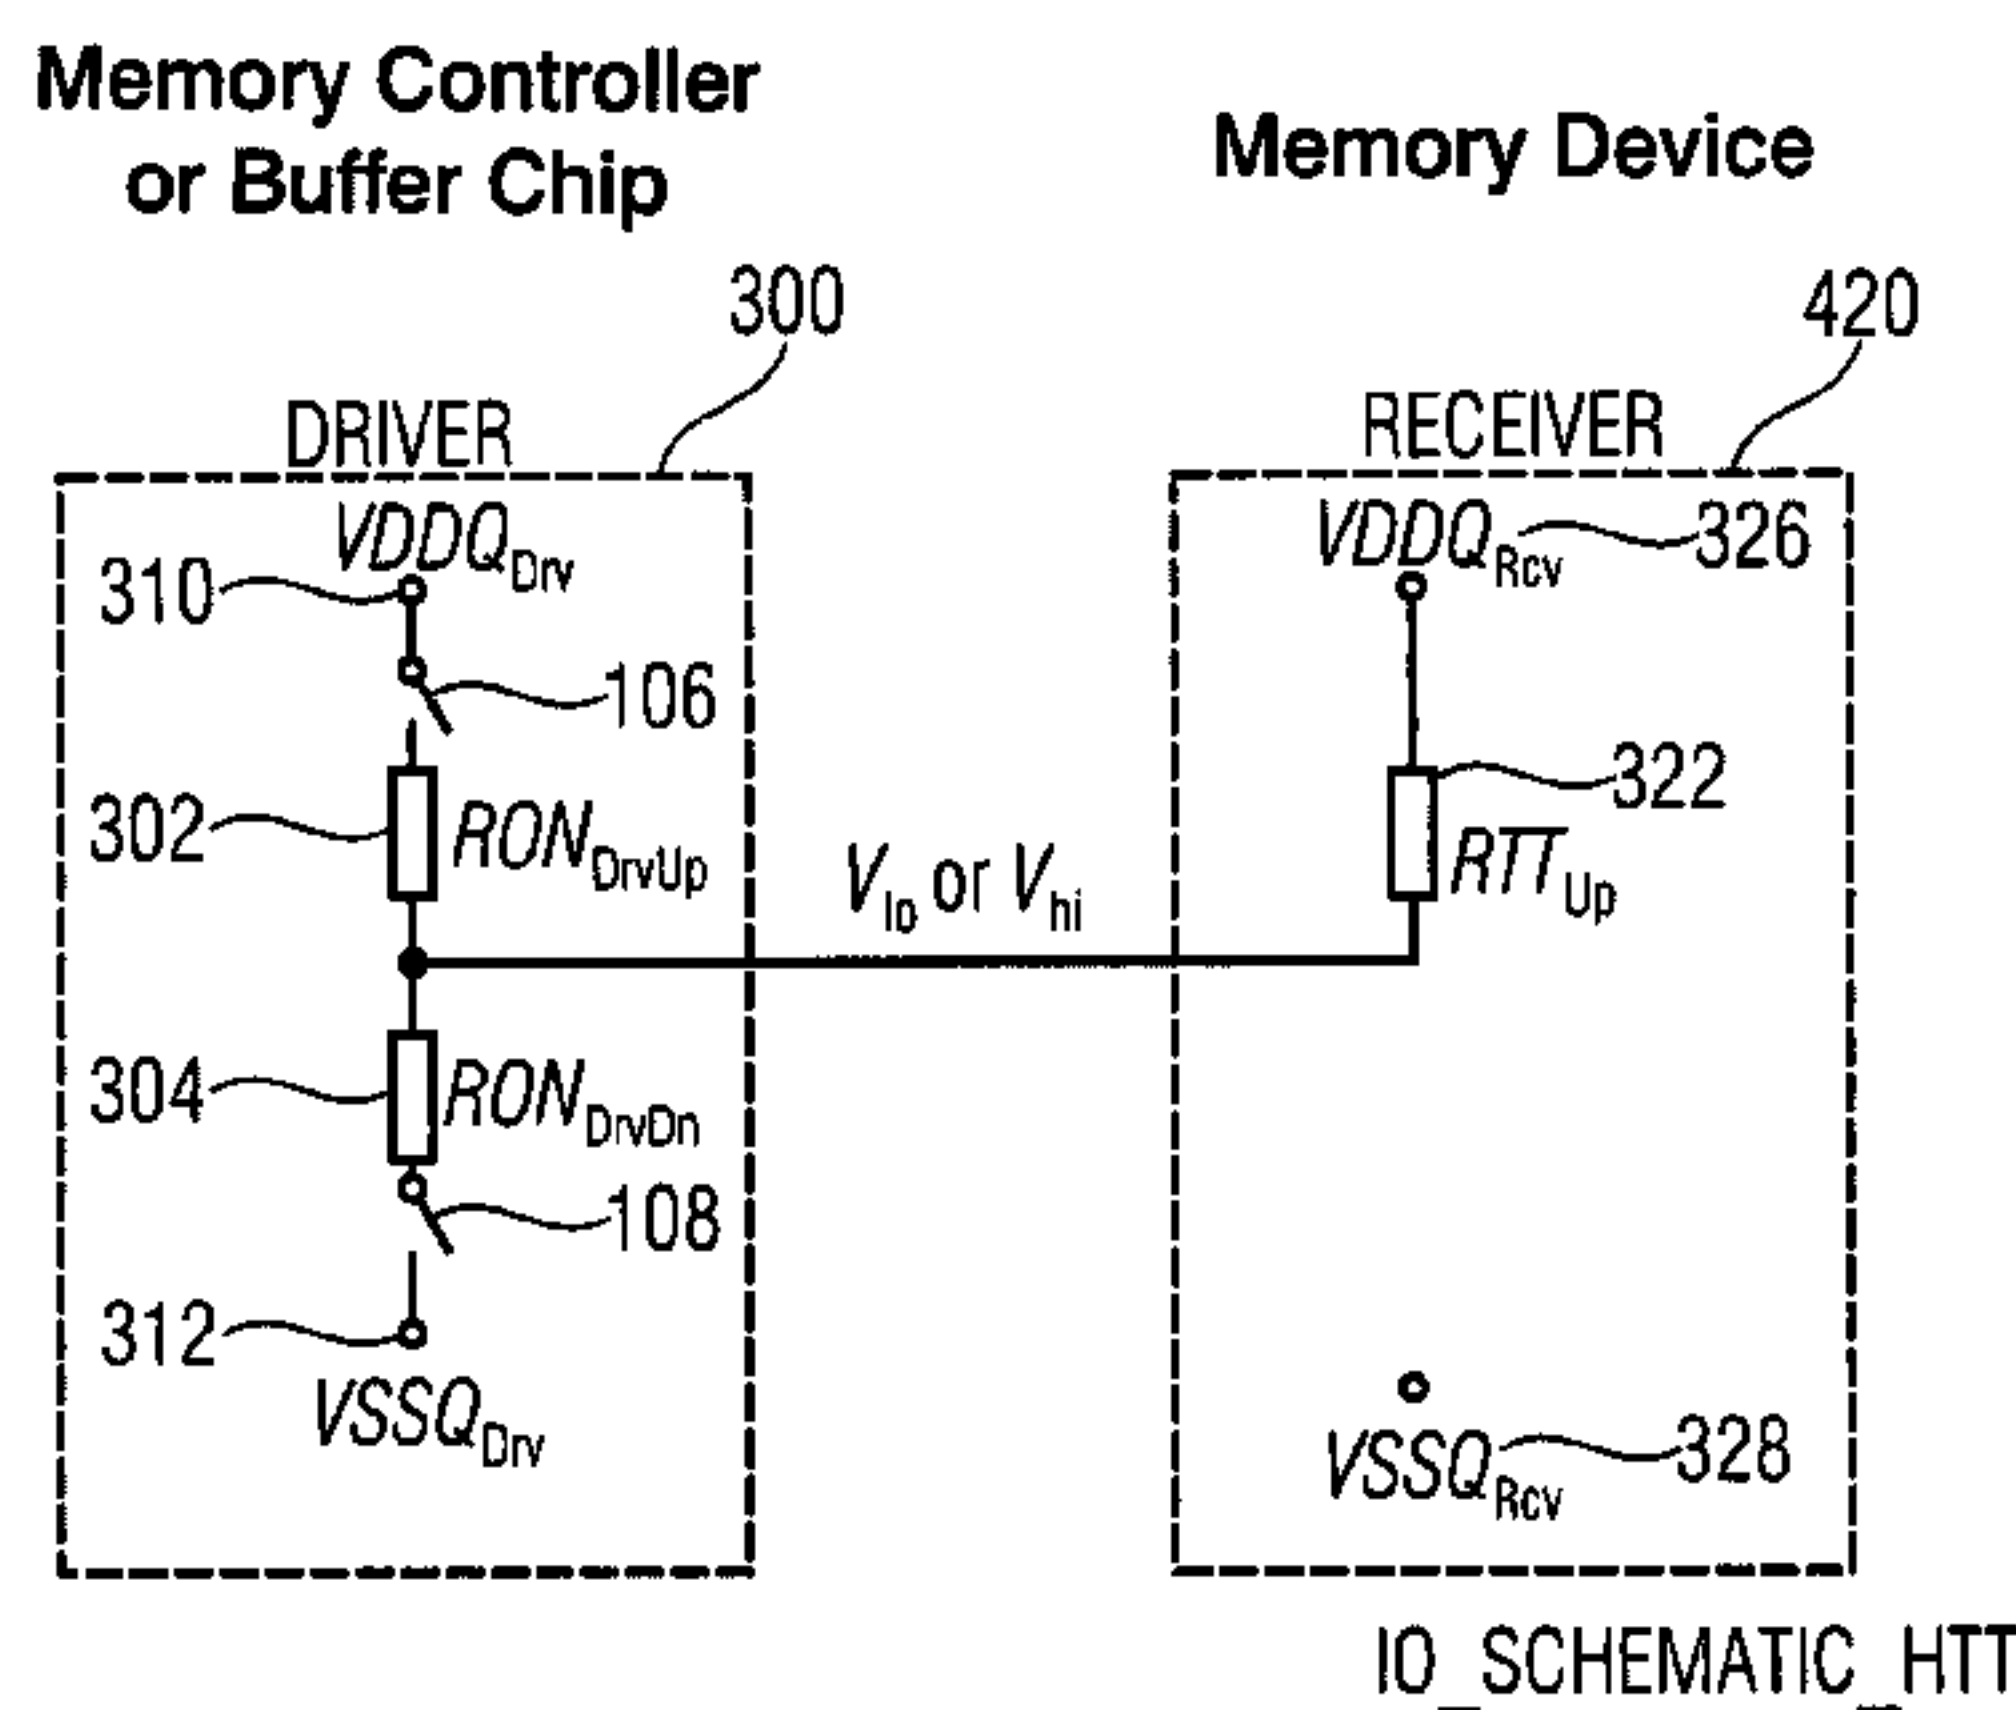 Memory Controller
or Buffer Chip
Memory Device
300
420
DRIVER
RECEIVER
VDDQDrv
310
106
302
RONDrvUp
Vlo or Vhi
304
RONDrvDn
108
312
VSSQDrv
VDDQRcv
326
322
RTTUp
VSSQRcv
328
IO_SCHEMATIC_HTT